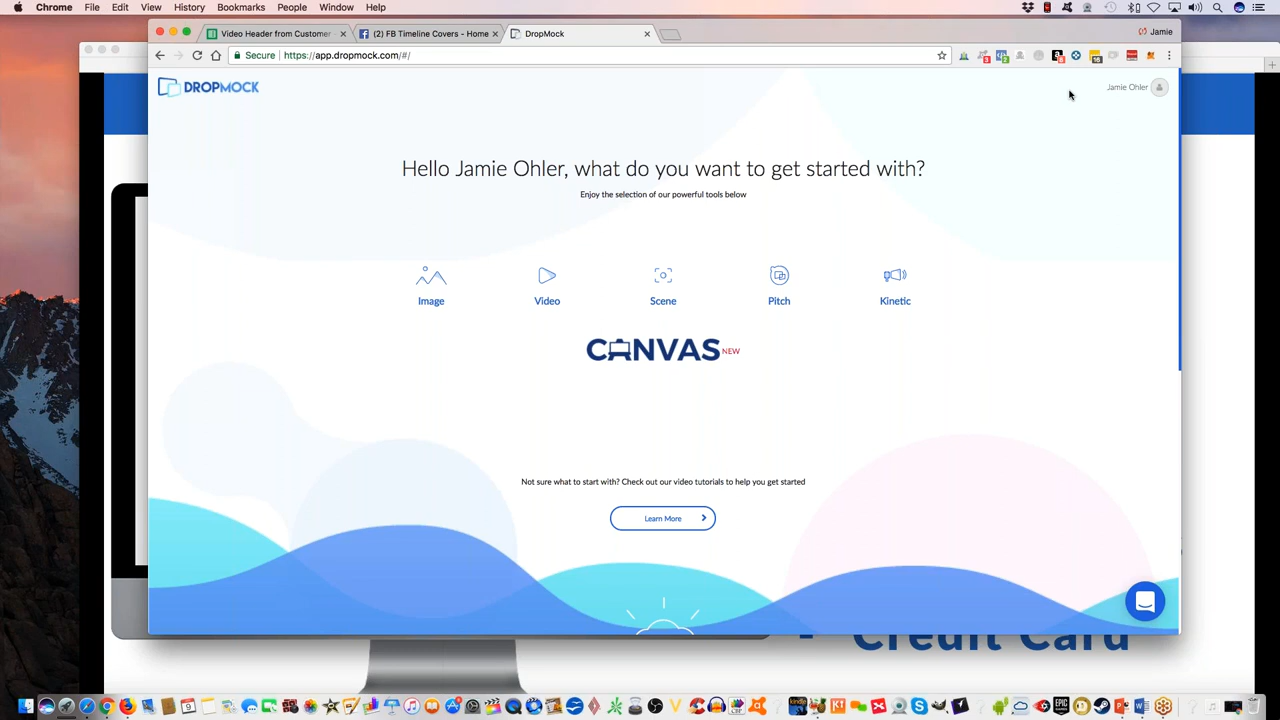 Chrome File Edit View History Bookmarks People Window Help
Video Header from Customer
(2) FB Timeline Covers - Home
DropMock
Jamie
Secure https://app.dropmock.com/#/
DROPMOCK
Jamie Ohler
Hello Jamie Ohler, what do you want to get started with?
Enjoy the selection of our powerful tools below
Image Video Scene Pitch Kinetic
CANVAS NEW
Not sure what to start with? Check out our video tutorials to help you get started
Learn More
- Credit Card